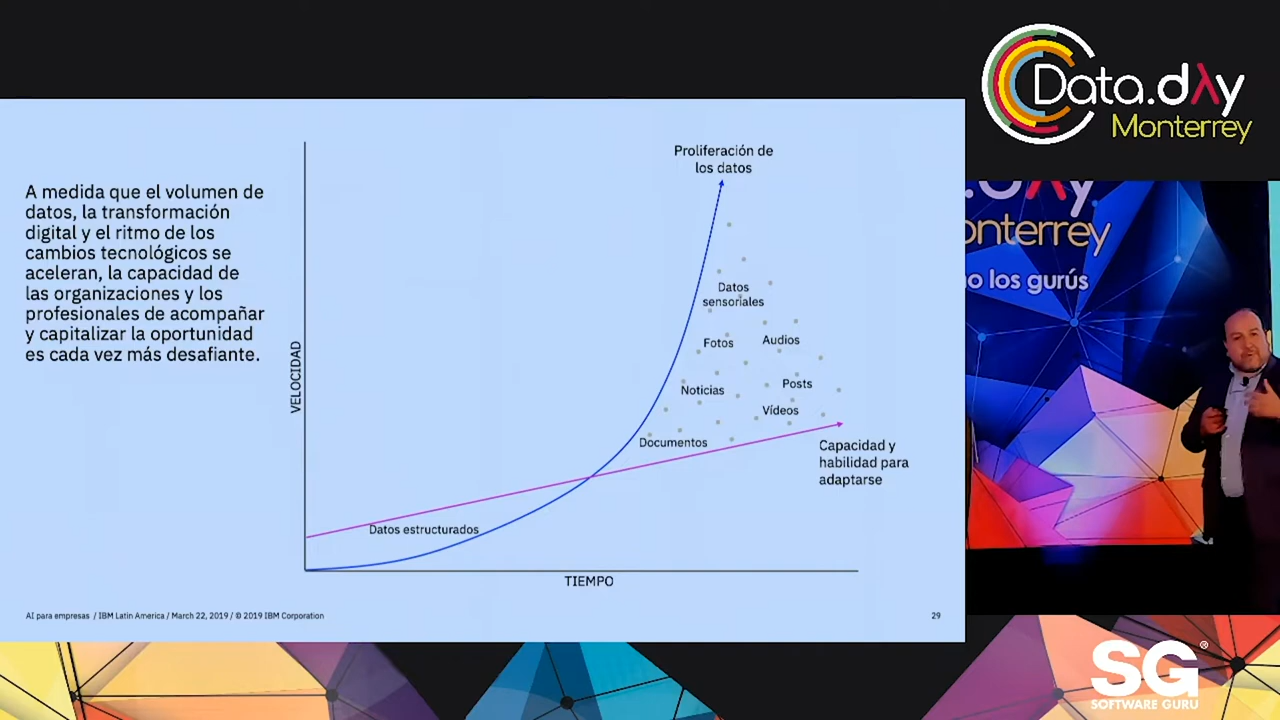 Data.dλy
Monterrey
A medida que el volumen de
datos, la transformación
digital y el ritmo de los
cambios tecnológicos se
aceleran, la capacidad de
las organizaciones y los
profesionales de acompañar
y capitalizar la oportunidad
es cada vez más desafiante.
VELOCIDAD
Proliferación de
los datos
Datos
sensoriales
Fotos
Audios
Noticias
Posts
Vídeos
Documentos
Capacidad y
habilidad para
adaptarse
Datos estructurados
TIEMPO
AI para empresas / IBM Latin America / March 22, 2019 / © 2019 IBM Corporation
29
.dλy
onterrey
o los gurús
SG®
SOFTWARE GURU